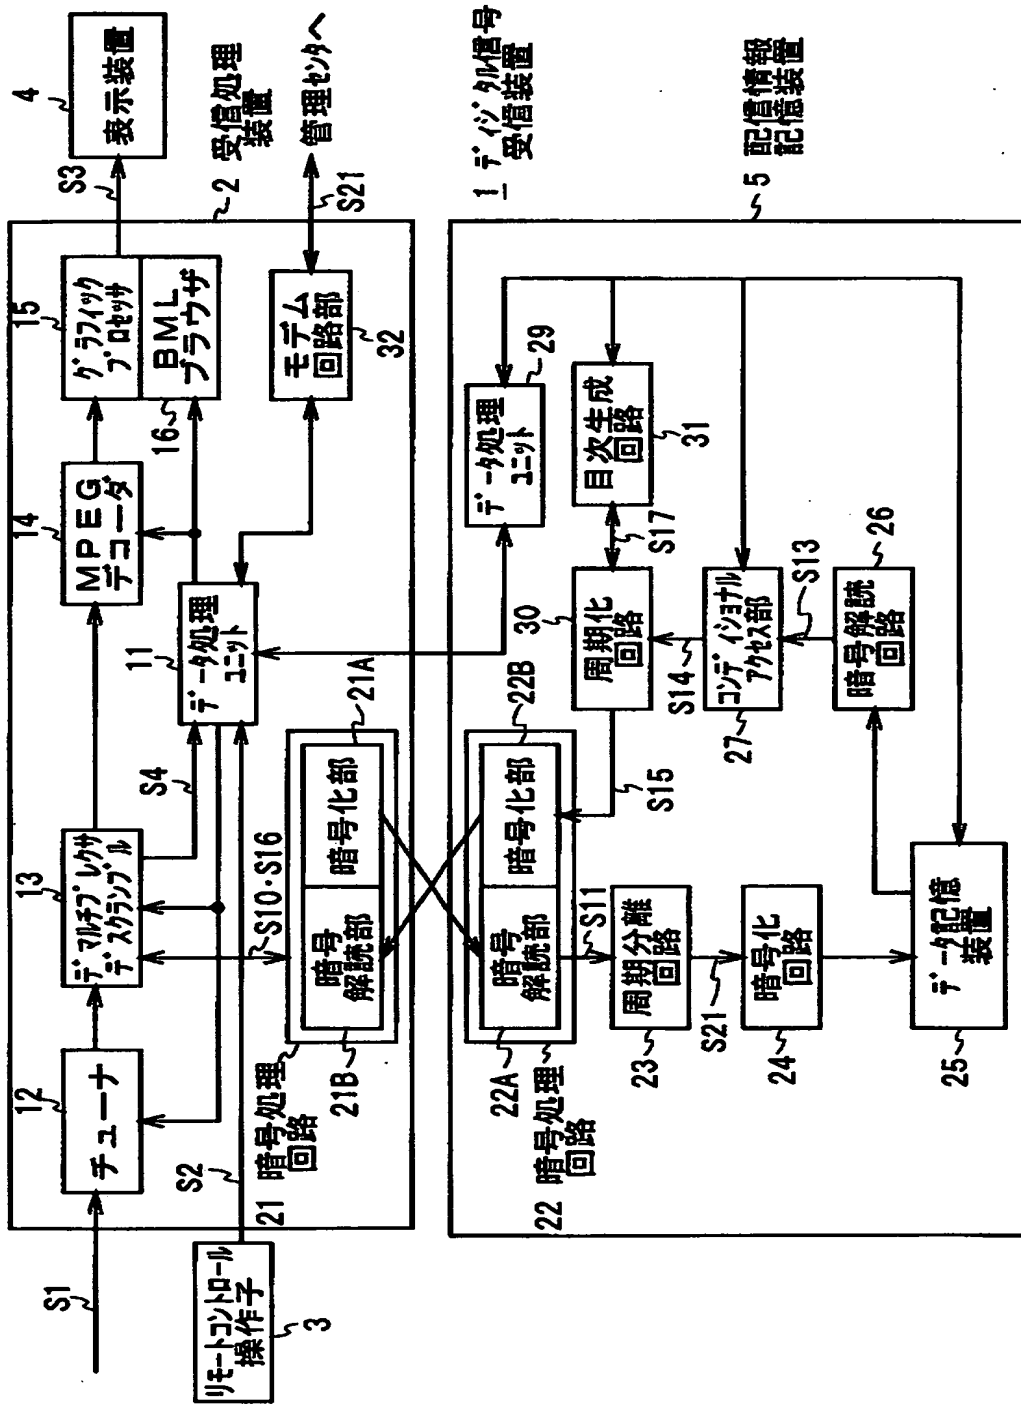 1 ディジタル信号
受信装置
S1
12
チューナ
13
デマルチプレクサ
デスクランブル
14
MPEG
デコーダ
15
グラフィック
プロセッサ
16
BML
ブラウザ
S3
4
表示装置
2 受信処理
装置
S4
11
データ処理
ユニット
モデム
回路部
32
S21
管理センタへ
リモートコントロール
操作子
3
S2
S10・S16
21 暗号処理
回路
21B
暗号
解読部
暗号化部
21A
5 配信情報
記憶装置
22 暗号処理
回路
22A
暗号
解読部
暗号化部
22B
S11
周期分離
回路
23
S21
暗号化
回路
24
データ記憶
装置
25
暗号解読
回路
26
S13
コンディショナル
アクセス部
27
S14
周期化
回路
30
S15
S17
目次生成
回路
31
データ処理
ユニット
29